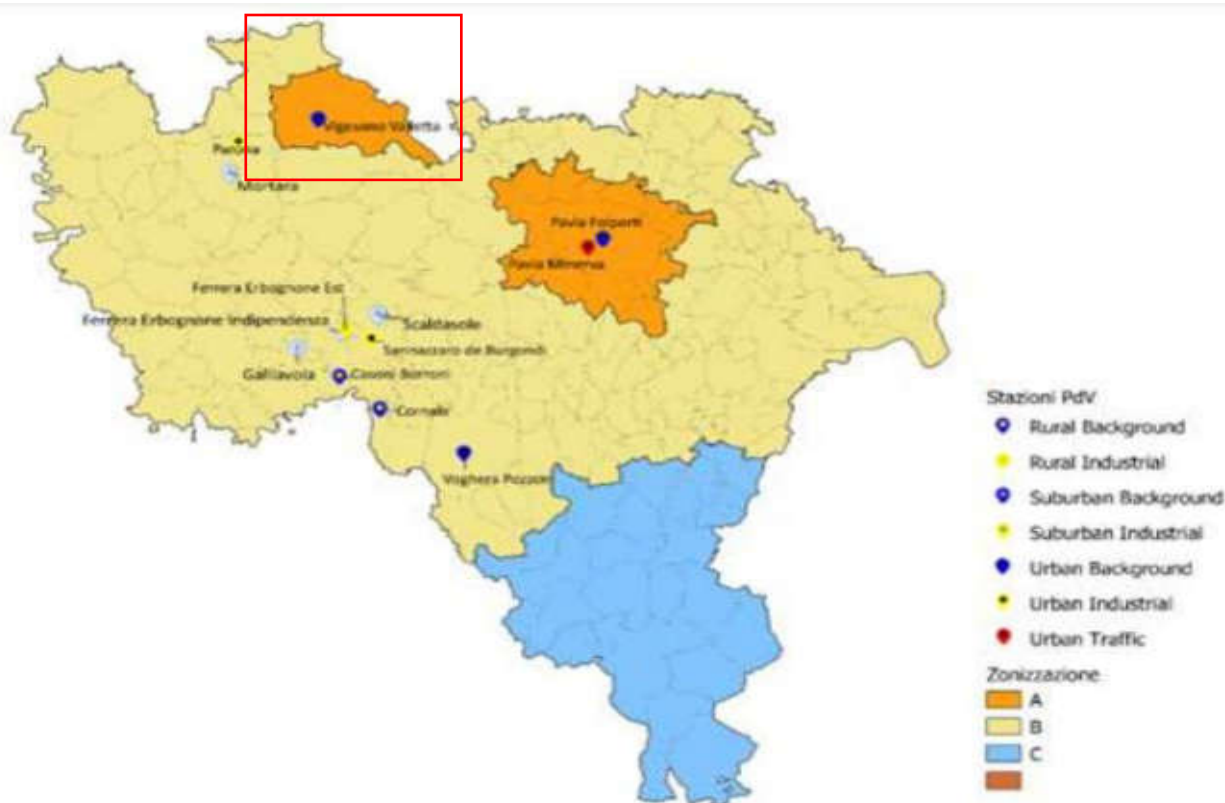 Vigevano Valletta
Parona
Mortara
Pavia Folperti
Pavia Minerva
Ferrera Erbognone Est
Ferrera Erbognone Indipendenza
Scaldasole
Sannazzaro de Burgondi
Galliavola
Casoni Borroni
Cornale
Voghera Pozzoni
Stazioni PdV
Rural Background
Rural Industrial
Suburban Background
Suburban Industrial
Urban Background
Urban Industrial
Urban Traffic
Zonizzazione
A
B
C